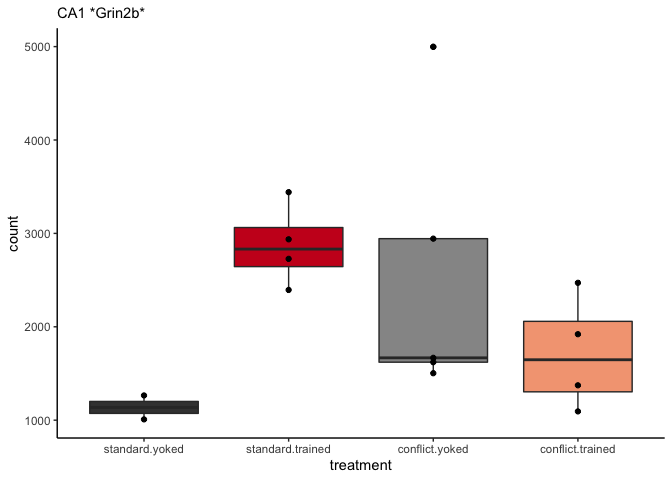 CA1 *Grin2b*
5000
4000
3000
2000
1000
count
standard.yoked standard.trained conflict.yoked conflict.trained
treatment